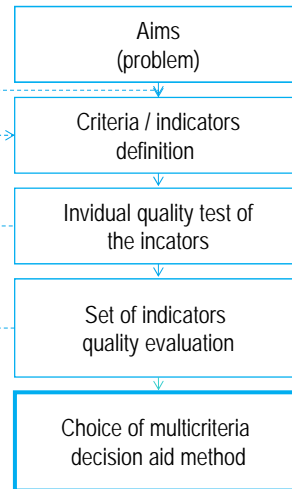 Aims
(problem)
Criteria / indicators
definition
Invidual quality test of
the incators
Set of indicators
quality evaluation
Choice of multicriteria
decision aid method